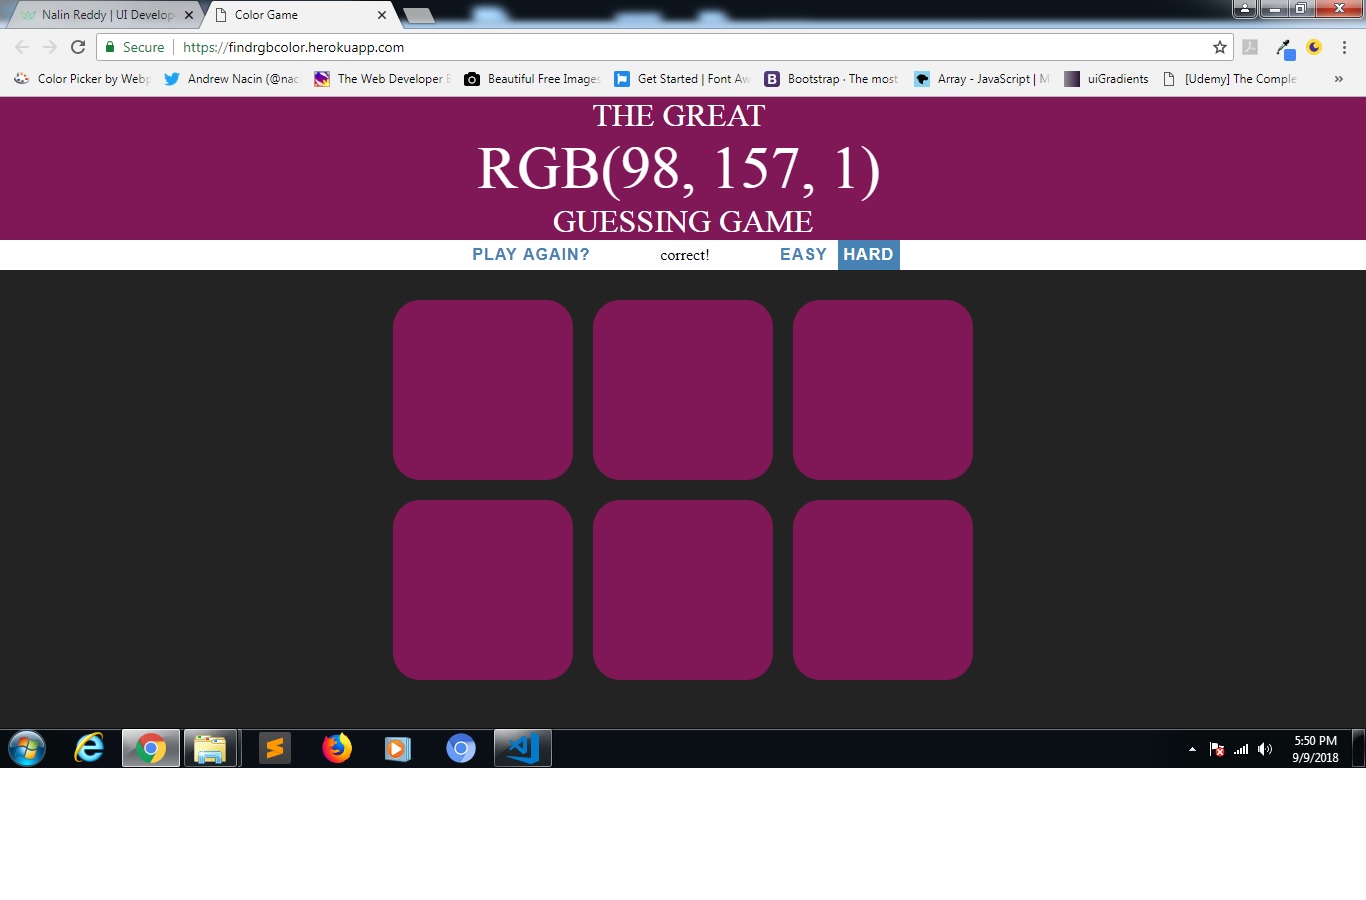 Nalin Reddy | UI Develop
Color Game
Secure
https://findrgbcolor.herokuapp.com
Color Picker by Webp
Andrew Nacin (@nac
The Web Developer B
Beautiful Free Images
Get Started | Font Aw
Bootstrap · The most
Array - JavaScript | M
uiGradients
[Udemy] The Comple
»
THE GREAT
RGB(98, 157, 1)
GUESSING GAME
PLAY AGAIN?
correct!
EASY
HARD
5:50 PM
9/9/2018